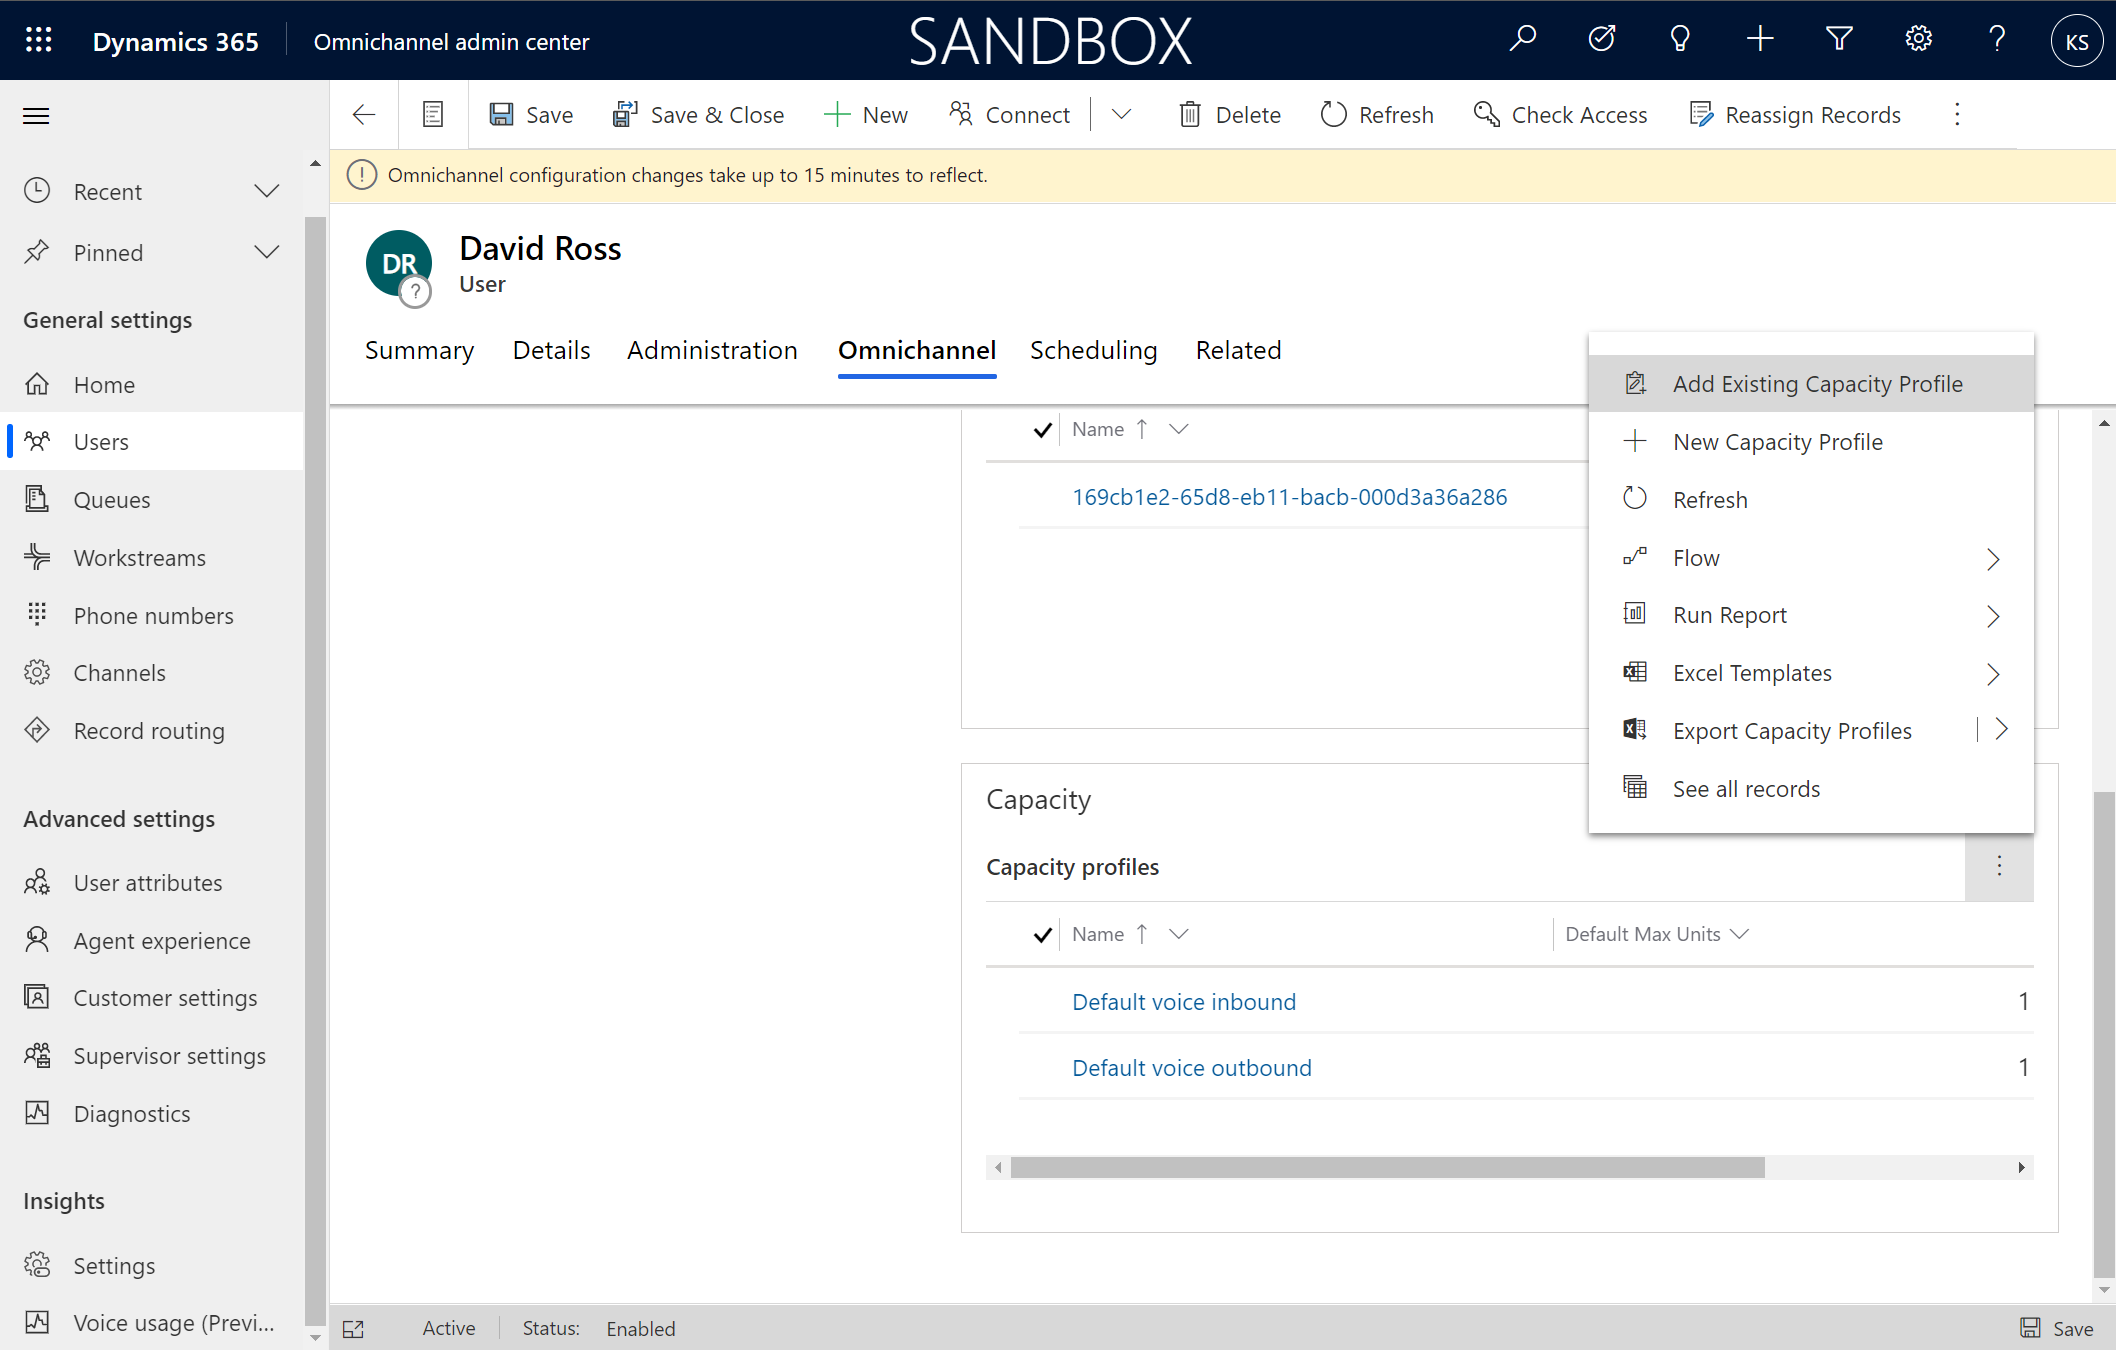 Dynamics 365
Omnichannel admin center
SANDBOX
KS
Save
Save & Close
New
Connect
Delete
Refresh
Check Access
Reassign Records
Omnichannel configuration changes take up to 15 minutes to reflect.
Recent
Pinned
General settings
Home
Users
Queues
Workstreams
Phone numbers
Channels
Record routing
Advanced settings
User attributes
Agent experience
Customer settings
Supervisor settings
Diagnostics
Insights
Settings
Voice usage (Previ...
DR
David Ross
User
Summary
Details
Administration
Omnichannel
Scheduling
Related
Name
169cb1e2-65d8-eb11-bacb-000d3a36a286
Add Existing Capacity Profile
New Capacity Profile
Refresh
Flow
Run Report
Excel Templates
Export Capacity Profiles
See all records
Capacity
Capacity profiles
Name
Default Max Units
Default voice inbound 1
Default voice outbound 1
Active
Status: Enabled
Save